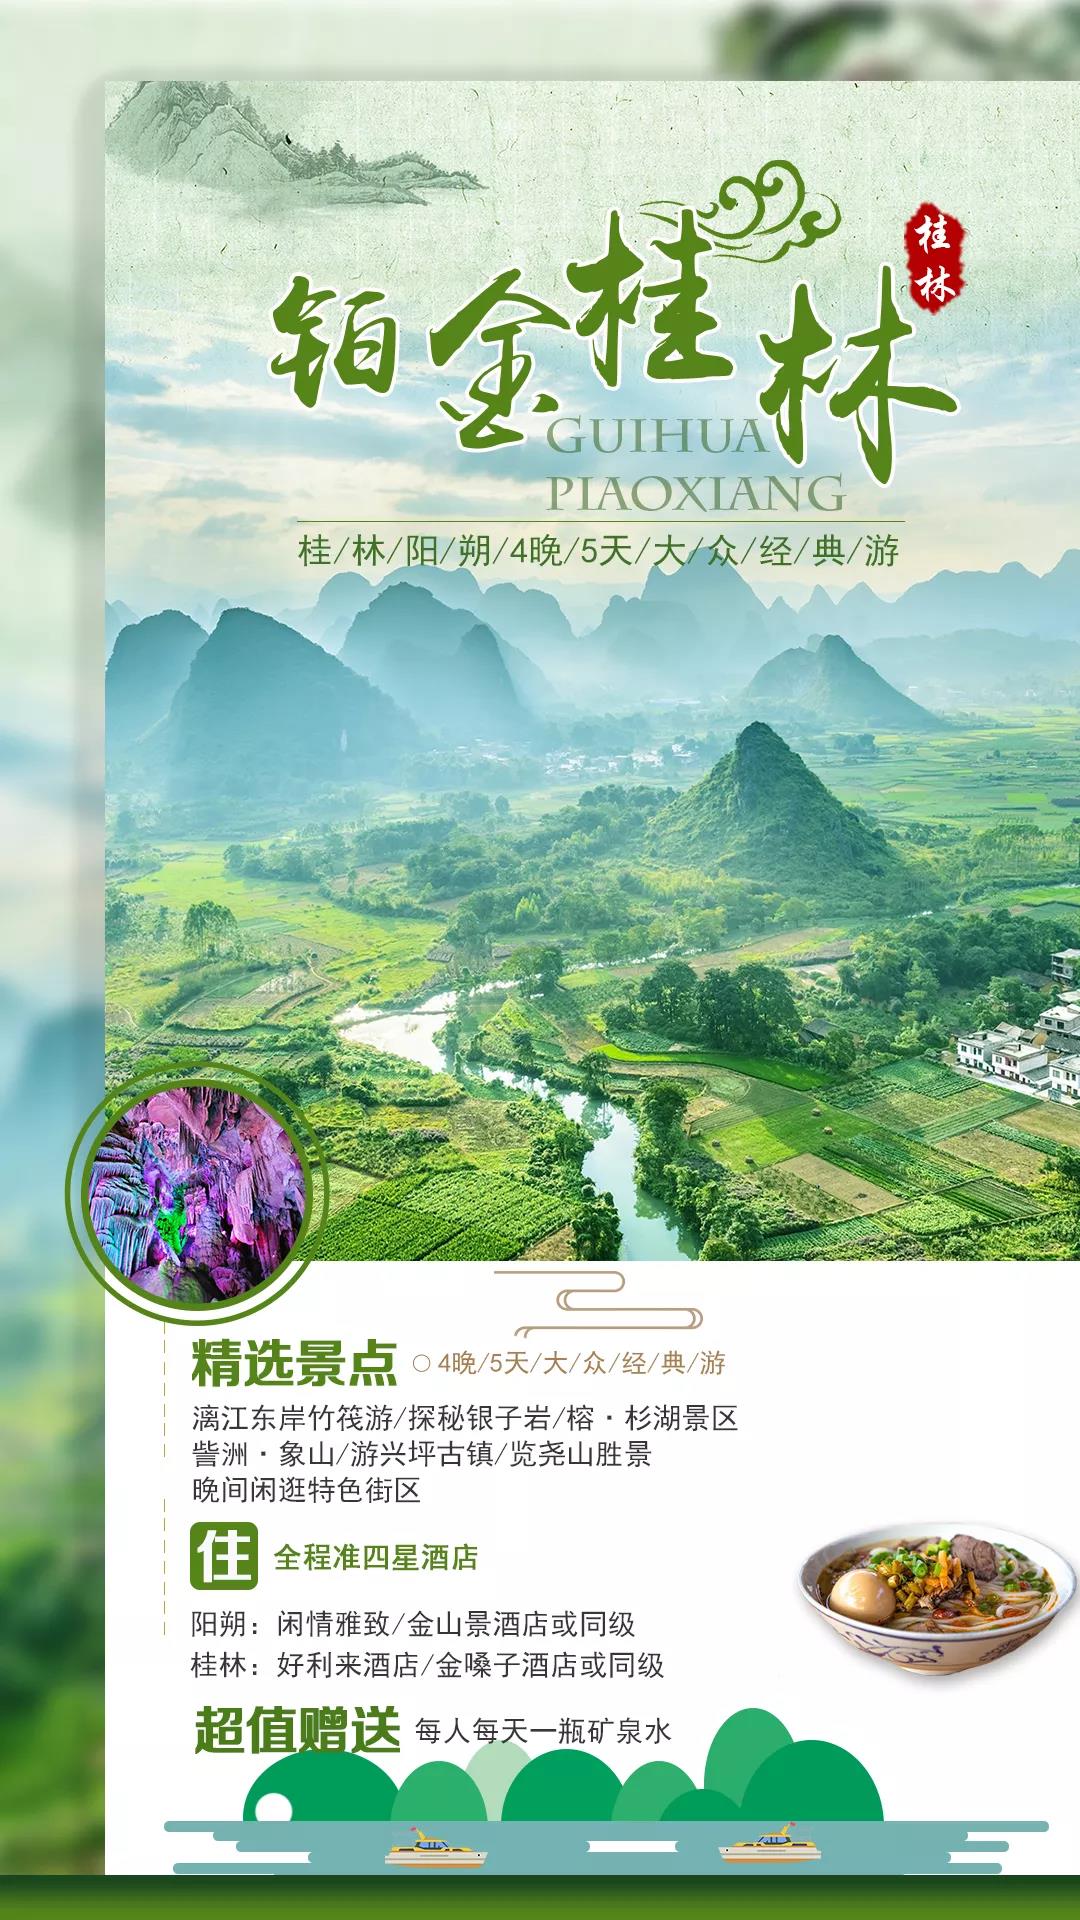 铂金桂林
桂林
GUIHUA
PIAOXIANG
桂/林/阳/朔/4晚/5天/大/众/经/典/游
精选景点 ○ 4晚/5天/大/众/经/典/游
漓江东岸竹筏游/探秘银子岩/榕·杉湖景区
訾洲·象山/游兴坪古镇/览尧山胜景
晚间闲逛特色街区
住 全程准四星酒店
阳朔：闲情雅致/金山景酒店或同级
桂林：好利来酒店/金嗓子酒店或同级
超值赠送 每人每天一瓶矿泉水